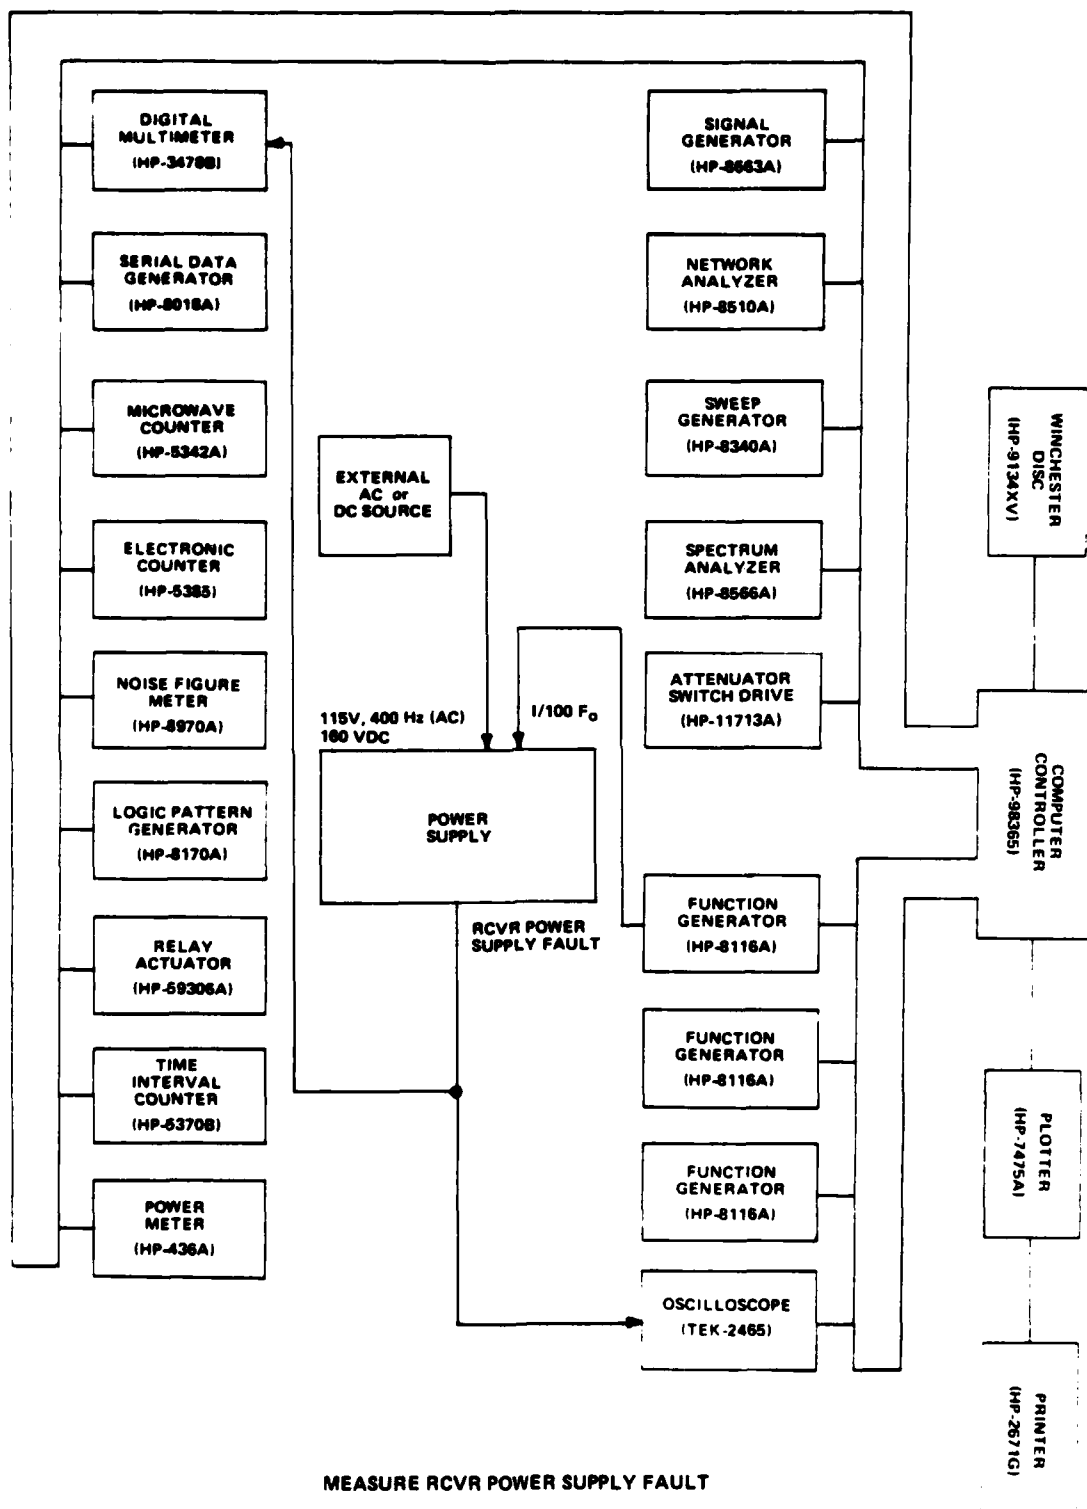 DIGITAL
MULTIMETER
(HP-3478B)
SERIAL DATA
GENERATOR
(HP-8018A)
MICROWAVE
COUNTER
(HP-5342A)
ELECTRONIC
COUNTER
(HP-5385)
NOISE FIGURE
METER
(HP-8970A)
LOGIC PATTERN
GENERATOR
(HP-8170A)
RELAY
ACTUATOR
(HP-59306A)
TIME
INTERVAL
COUNTER
(HP-5370B)
POWER
METER
(HP-436A)
EXTERNAL
AC or
DC SOURCE
115V, 400 Hz (AC)
160 VDC
I/100 Fo
POWER
SUPPLY
RCVR POWER
SUPPLY FAULT
SIGNAL
GENERATOR
(HP-8663A)
NETWORK
ANALYZER
(HP-8510A)
SWEEP
GENERATOR
(HP-8340A)
SPECTRUM
ANALYZER
(HP-8566A)
ATTENUATOR
SWITCH DRIVE
(HP-11713A)
FUNCTION
GENERATOR
(HP-8116A)
FUNCTION
GENERATOR
(HP-8116A)
FUNCTION
GENERATOR
(HP-8116A)
OSCILLOSCOPE
(TEK-2465)
WINCHESTER
DISC
(HP-9134XV)
COMPUTER
CONTROLLER
(HP-98365)
PLOTTER
(HP-7475A)
PRINTER
(HP-2671G)
MEASURE RCVR POWER SUPPLY FAULT